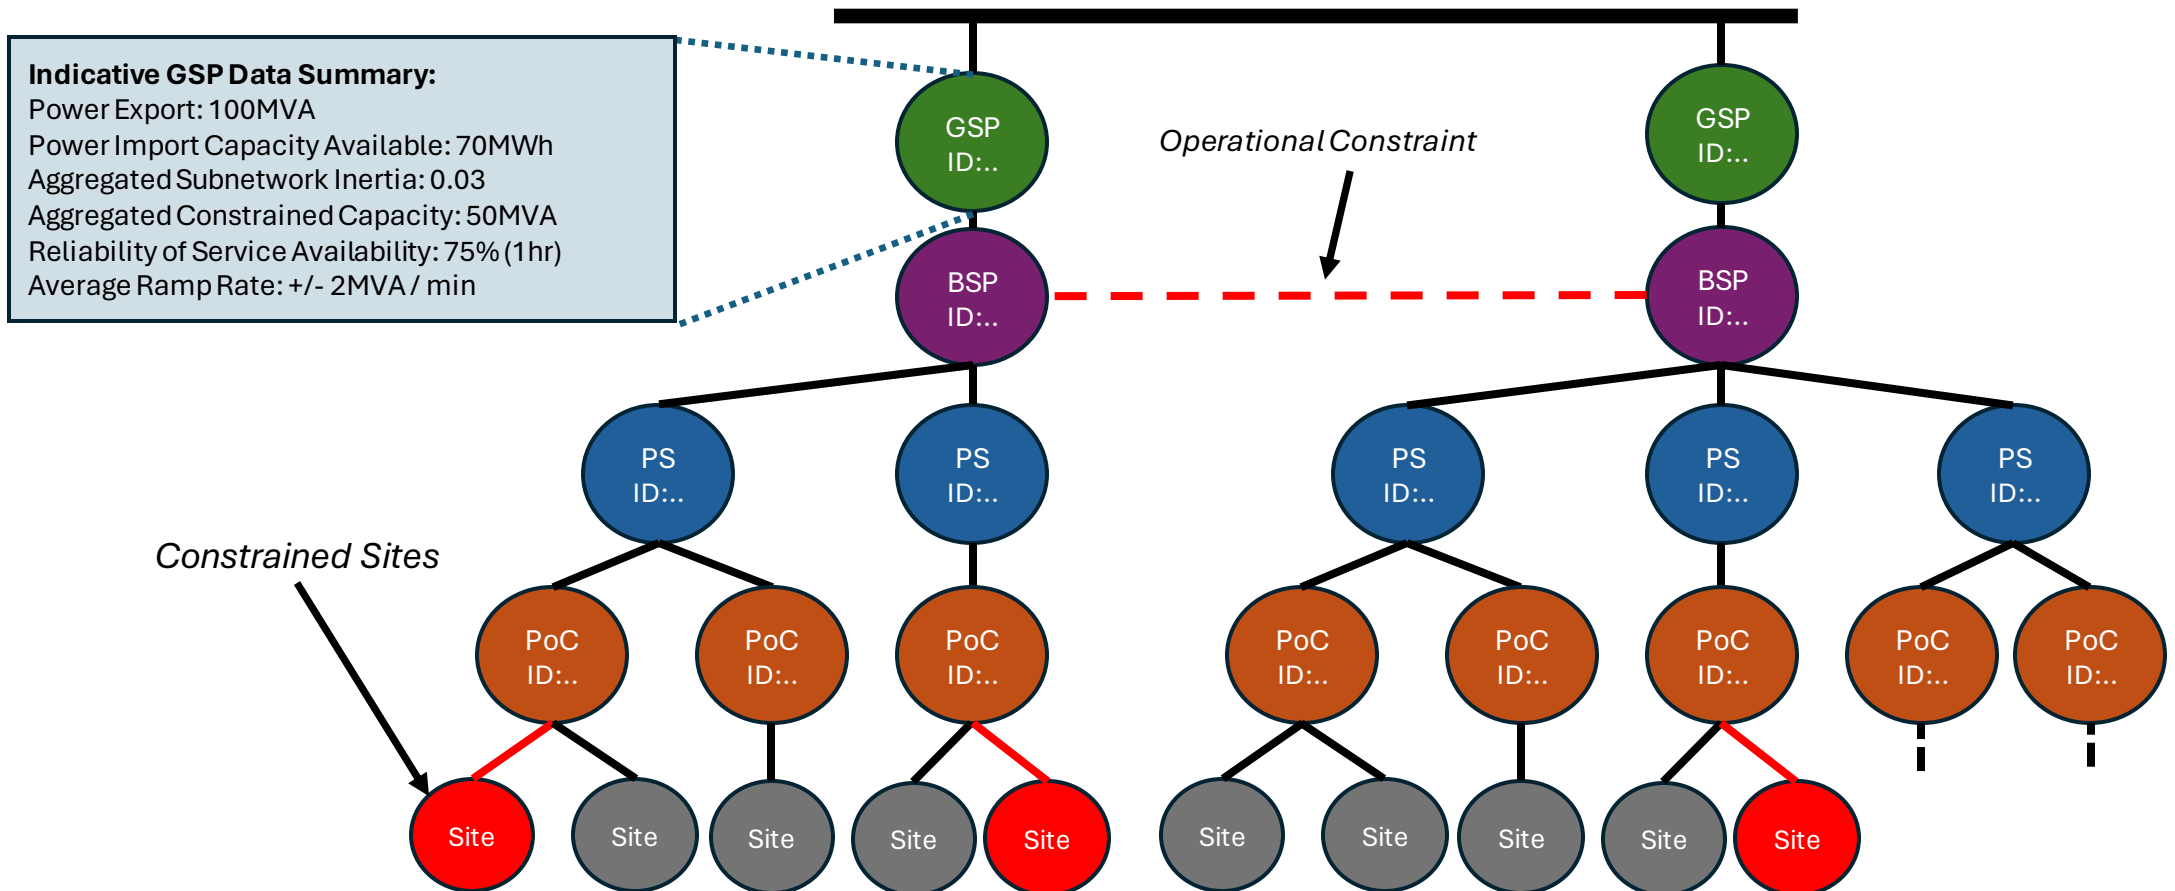 Indicative GSP Data Summary:
Power Export: 100MVA
Power Import Capacity Available: 70MWh
Aggregated Subnetwork Inertia: 0.03
Aggregated Constrained Capacity: 50MVA
Reliability of Service Availability: 75% (1hr)
Average Ramp Rate: +/- 2MVA / min
GSP
ID:..
GSP
ID:..
Operational Constraint
BSP
ID:..
BSP
ID:..
PS
ID:..
PS
ID:..
PS
ID:..
PS
ID:..
PS
ID:..
Constrained Sites
PoC
ID:..
PoC
ID:..
PoC
ID:..
PoC
ID:..
PoC
ID:..
PoC
ID:..
PoC
ID:..
PoC
ID:..
Site
Site
Site
Site
Site
Site
Site
Site
Site
Site